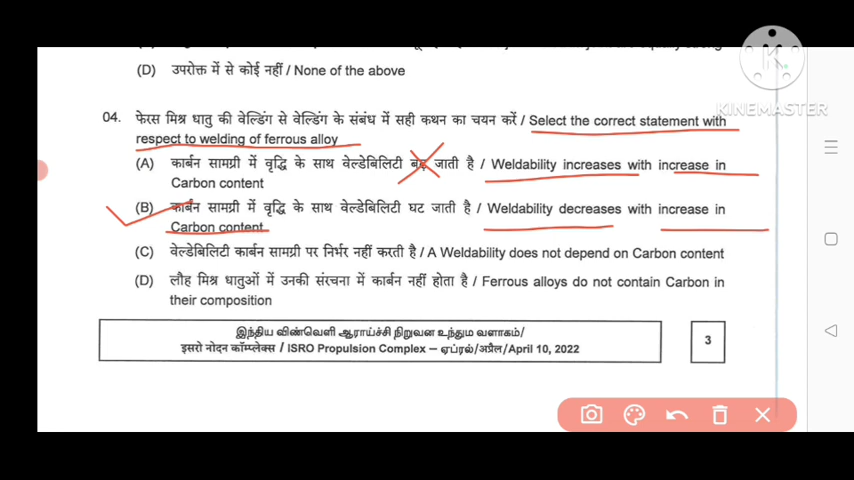 (D) उपरोक्त में से कोई नहीं / None of the above
KINEMASTER
04. फेरस मिश्र धातु की वेल्डिंग से वेल्डिंग के संबंध में सही कथन का चयन करें / Select the correct statement with
respect to welding of ferrous alloy
(A) कार्बन सामग्री में वृद्धि के साथ वेल्डेबिलिटी बढ़ जाती है / Weldability increases with increase in
Carbon content
(B) कार्बन सामग्री में वृद्धि के साथ वेल्डेबिलिटी घट जाती है / Weldability decreases with increase in
Carbon content
(C) वेल्डेबिलिटी कार्बन सामग्री पर निर्भर नहीं करती है / A Weldability does not depend on Carbon content
(D) लौह मिश्र धातुओं में उनकी संरचना में कार्बन नहीं होता है / Ferrous alloys do not contain Carbon in
their composition
இந்திய விண்வெளி ஆராய்ச்சி நிறுவன உந்தும வளாகம்/
इसरो नोदन कॉम्प्लेक्स / ISRO Propulsion Complex – ஏப்ரல்/अप्रैल/April 10, 2022
3